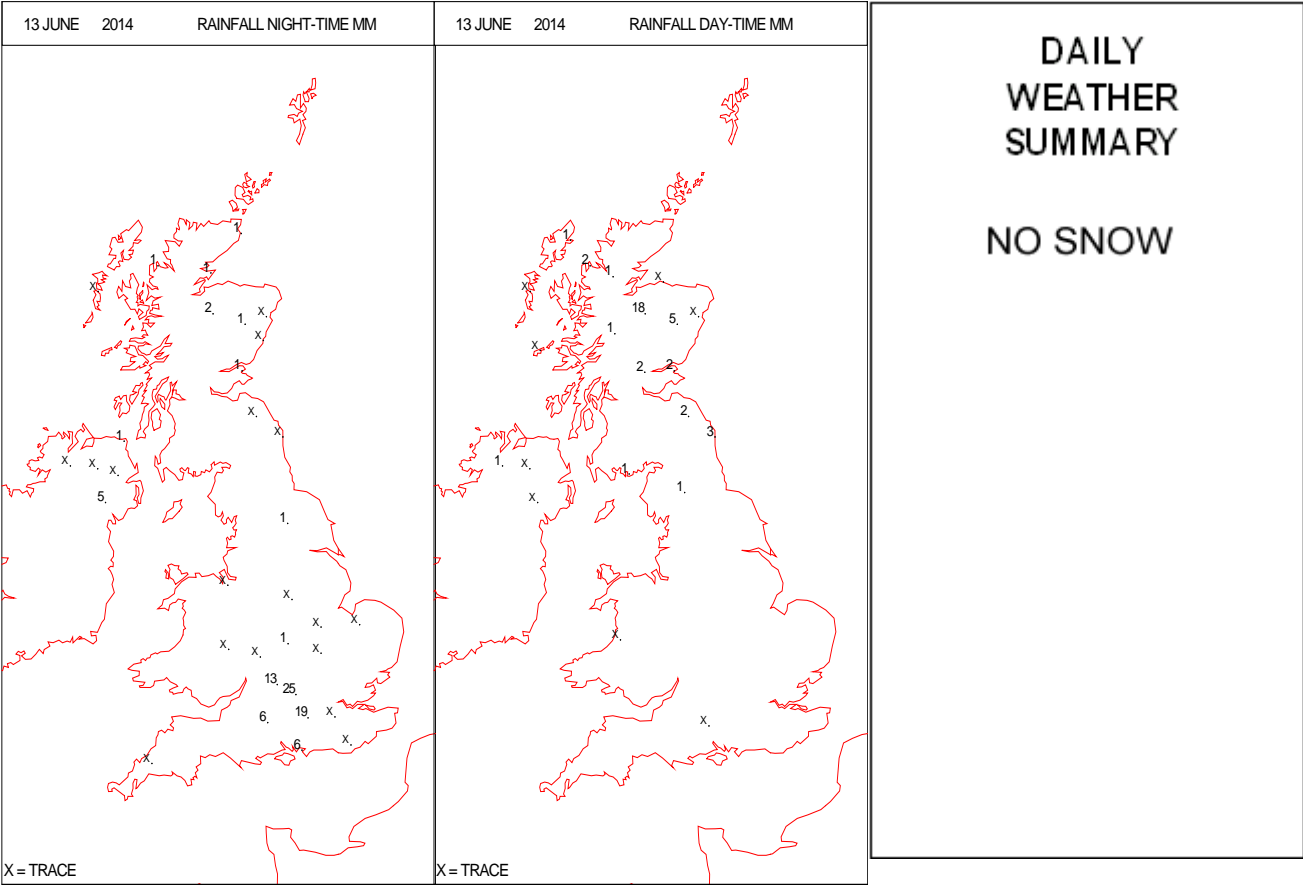 13 JUNE 2014 RAINFALL NIGHT-TIME MM
1.
1.
1.
X.
2. X.
1.
X.
1.
X.
X.
1.
X. X. X.
5.
1.
X.
X.
X. X.
1.
X. X. X.
13.
25.
6. 19. X.
6. X.
X.
X = TRACE
13 JUNE 2014 RAINFALL DAY-TIME MM
1.
2.
1. X.
X.
18. X.
5.
1.
X.
2. 2.
2.
3.
1. X. 1.
1.
X.
X.
X.
X = TRACE
DAILY
WEATHER
SUMMARY
NO SNOW